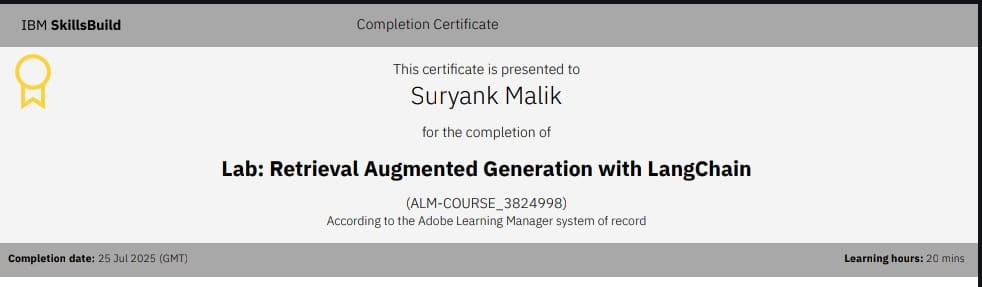 IBM SkillsBuild
Completion Certificate
This certificate is presented to
Suryank Malik
for the completion of
Lab: Retrieval Augmented Generation with LangChain
(ALM-COURSE_3824998)
According to the Adobe Learning Manager system of record
Completion date: 25 Jul 2025 (GMT)
Learning hours: 20 mins